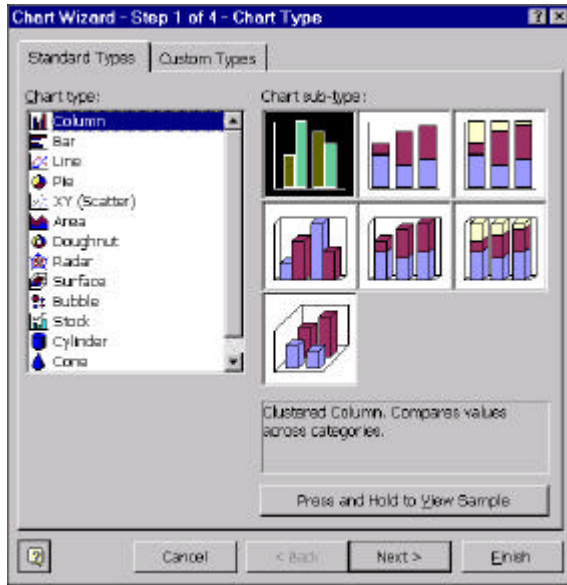 Chart Wizard - Step 1 of 4 - Chart Type
Standard Types
Custom Types
Chart type:
Column
Bar
Line
Pie
XY (Scatter)
Area
Doughnut
Radar
Surface
Bubble
Stock
Cylinder
Cone
Chart sub-type:
Clustered Column. Compares values
across categories.
Press and Hold to View Sample
Cancel
< Back
Next >
Finish